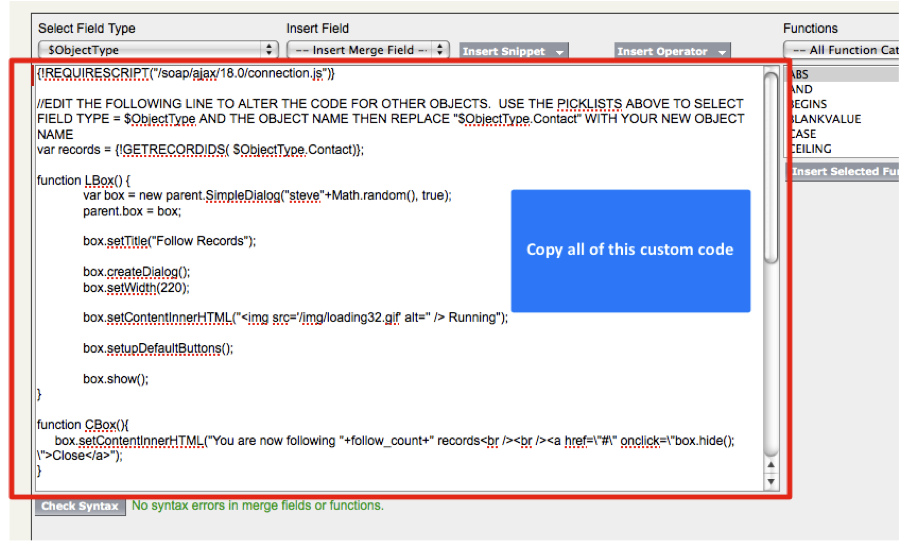 Select Field Type
Insert Field
Functions
$ObjectType
-- Insert Merge Field --
Insert Snippet
Insert Operator
-- All Function Cat
{!REQUIRESCRIPT("/soap/ajax/18.0/connection.js")}
//EDIT THE FOLLOWING LINE TO ALTER THE CODE FOR OTHER OBJECTS.  USE THE PICKLISTS ABOVE TO SELECT
FIELD TYPE = $ObjectType AND THE OBJECT NAME THEN REPLACE "$ObjectType.Contact" WITH YOUR NEW OBJECT
NAME
var records = {!GETRECORDIDS( $ObjectType.Contact)};
function LBox() {
var box = new parent.SimpleDialog("steve"+Math.random(), true);
parent.box = box;
box.setTitle("Follow Records");
box.createDialog();
box.setWidth(220);
box.setContentInnerHTML("<img src='/img/loading32.gif' alt='' /> Running");
box.setupDefaultButtons();
box.show();
}
function CBox(){
box.setContentInnerHTML("You are now following "+follow_count+" records<br /><br /><a href=\"#\" onclick=\"box.hide();
\">Close</a>");
}
Copy all of this custom code
ABS
AND
BEGINS
BLANKVALUE
CASE
CEILING
Insert Selected Fu
Check Syntax
No syntax errors in merge fields or functions.